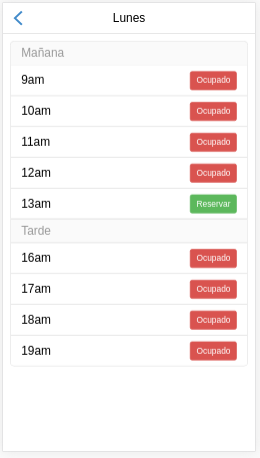 Lunes
Mañana
9am Ocupado
10am Ocupado
11am Ocupado
12am Ocupado
13am Reservar
Tarde
16am Ocupado
17am Ocupado
18am Ocupado
19am Ocupado